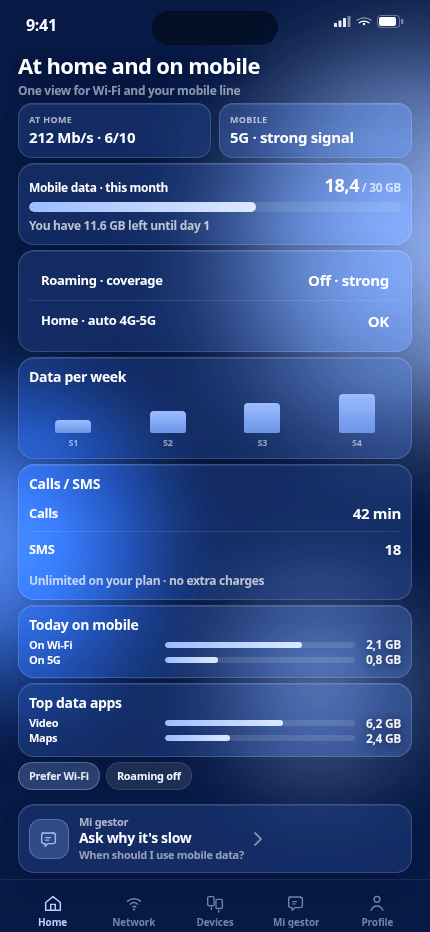 9:41
At home and on mobile
One view for Wi-Fi and your mobile line
AT HOME
212 Mb/s · 6/10
MOBILE
5G · strong signal
Mobile data · this month 18,4 / 30 GB
You have 11.6 GB left until day 1
Roaming · coverage Off · strong
Home · auto 4G-5G OK
Data per week
S1 S2 S3 S4
Calls / SMS
Calls 42 min
SMS 18
Unlimited on your plan · no extra charges
Today on mobile
On Wi-Fi 2,1 GB
On 5G 0,8 GB
Top data apps
Video 6,2 GB
Maps 2,4 GB
Prefer Wi-Fi Roaming off
Mi gestor
Ask why it's slow
When should I use mobile data?
Home Network Devices Mi gestor Profile